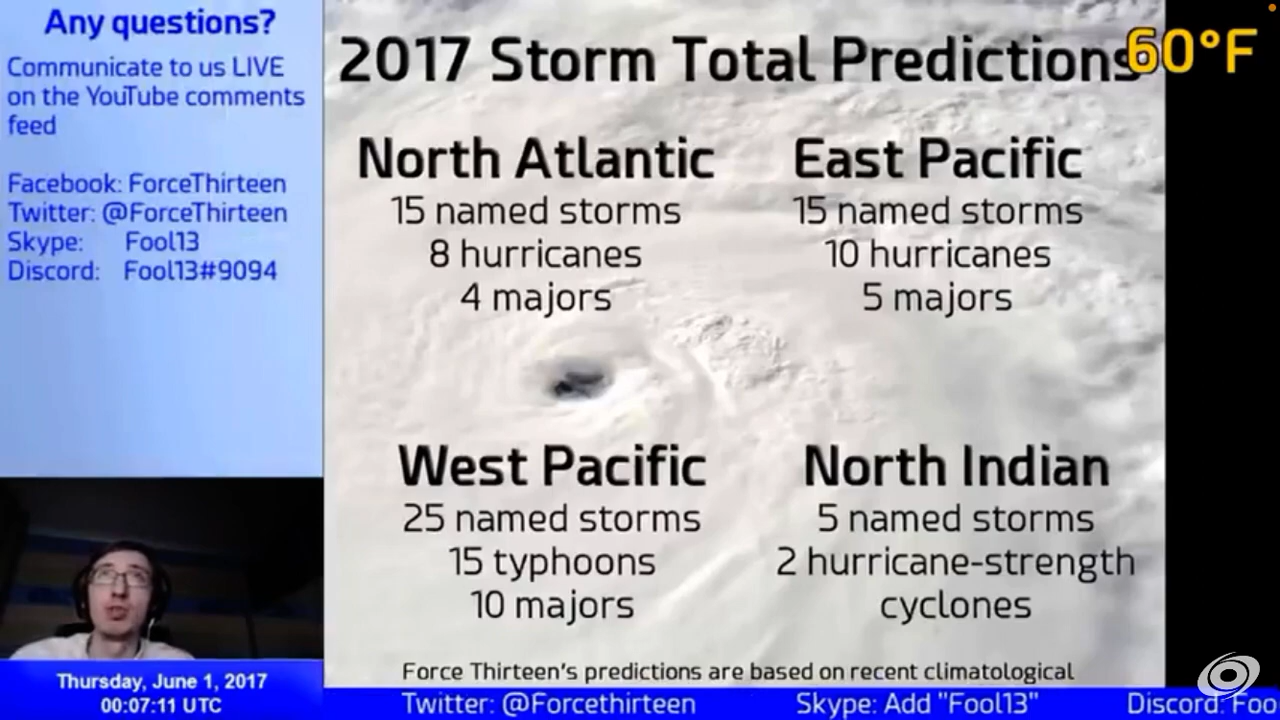 Any questions?
Communicate to us LIVE
on the YouTube comments
feed
Facebook: ForceThirteen
Twitter: @ForceThirteen
Skype: Fool13
Discord: Fool13#9094
2017 Storm Total Predictions
60°F
North Atlantic
15 named storms
8 hurricanes
4 majors
East Pacific
15 named storms
10 hurricanes
5 majors
West Pacific
25 named storms
15 typhoons
10 majors
North Indian
5 named storms
2 hurricane-strength
cyclones
Force Thirteen's predictions are based on recent climatological
Thursday, June 1, 2017
00:07:11 UTC
Twitter: @Forcethirteen Skype: Add "Fool13" Discord: Foo